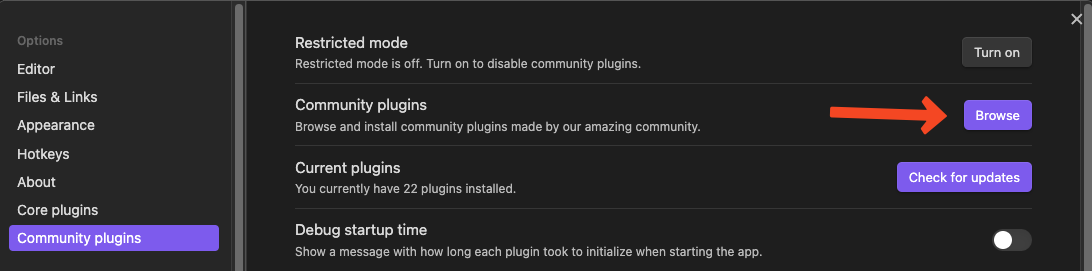 Options
Editor
Files & Links
Appearance
Hotkeys
About
Core plugins
Community plugins
Restricted mode
Restricted mode is off. Turn on to disable community plugins.
Turn on
Community plugins
Browse and install community plugins made by our amazing community.
Browse
Current plugins
You currently have 22 plugins installed.
Check for updates
Debug startup time
Show a message with how long each plugin took to initialize when starting the app.